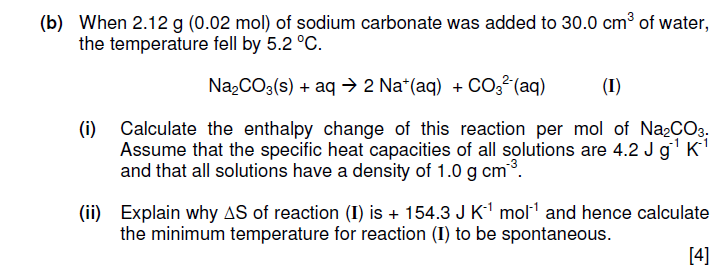 (b) When 2.12 g (0.02 mol) of sodium carbonate was added to 30.0 cm³ of water,
the temperature fell by 5.2 °C.
Na₂CO₃(s) + aq → 2 Na⁺(aq) + CO₃²⁻(aq) (I)
(i) Calculate the enthalpy change of this reaction per mol of Na₂CO₃.
Assume that the specific heat capacities of all solutions are 4.2 J g⁻¹ K⁻¹
and that all solutions have a density of 1.0 g cm⁻³.
(ii) Explain why ΔS of reaction (I) is + 154.3 J K⁻¹ mol⁻¹ and hence calculate
the minimum temperature for reaction (I) to be spontaneous.
[4]